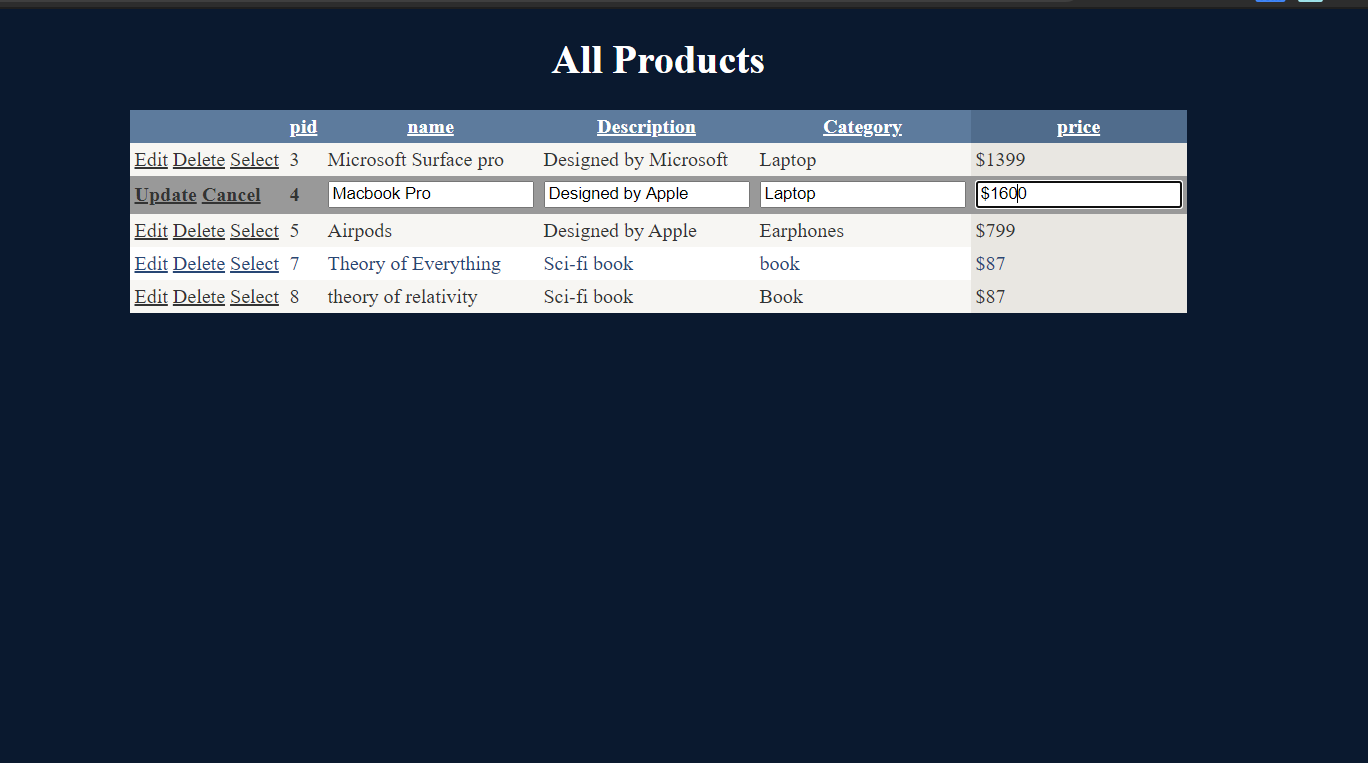 All Products
pid name Description Category price
Edit Delete Select 3 Microsoft Surface pro Designed by Microsoft Laptop $1399
Update Cancel 4 Macbook Pro Designed by Apple Laptop $1600
Edit Delete Select 5 Airpods Designed by Apple Earphones $799
Edit Delete Select 7 Theory of Everything Sci-fi book book $87
Edit Delete Select 8 theory of relativity Sci-fi book Book $87